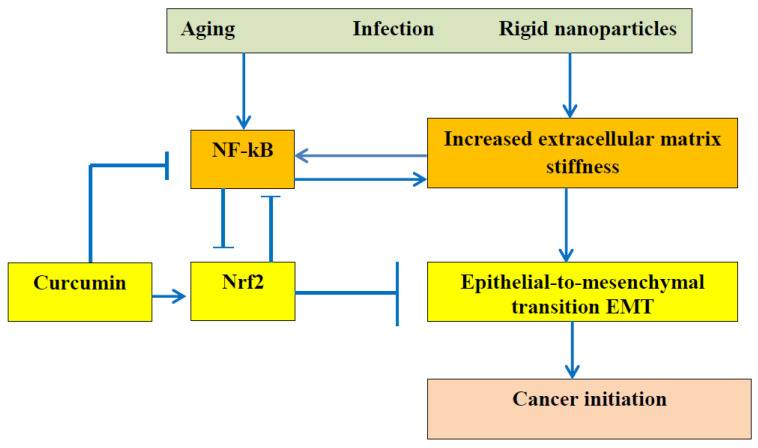 Aging Infection Rigid nanoparticles
NF-kB
Increased extracellular matrix
stiffness
Curcumin
Nrf2
Epithelial-to-mesenchymal
transition EMT
Cancer initiation